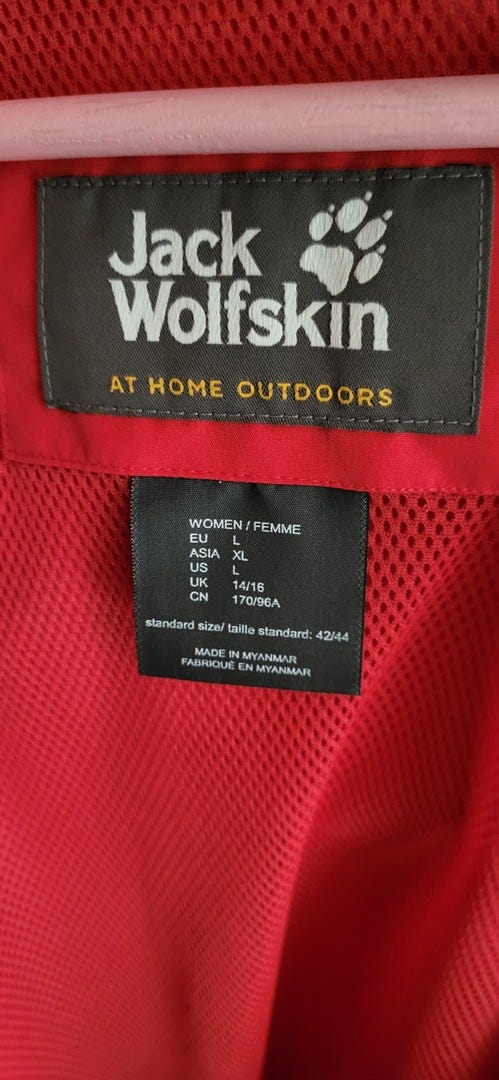 Jack
Wolfskin
AT HOME OUTDOORS
WOMEN / FEMME
EU L
ASIA XL
US L
UK 14/16
CN 170/96A
standard size/ taille standard: 42/44
MADE IN MYANMAR
FABRIQUÉ EN MYANMAR